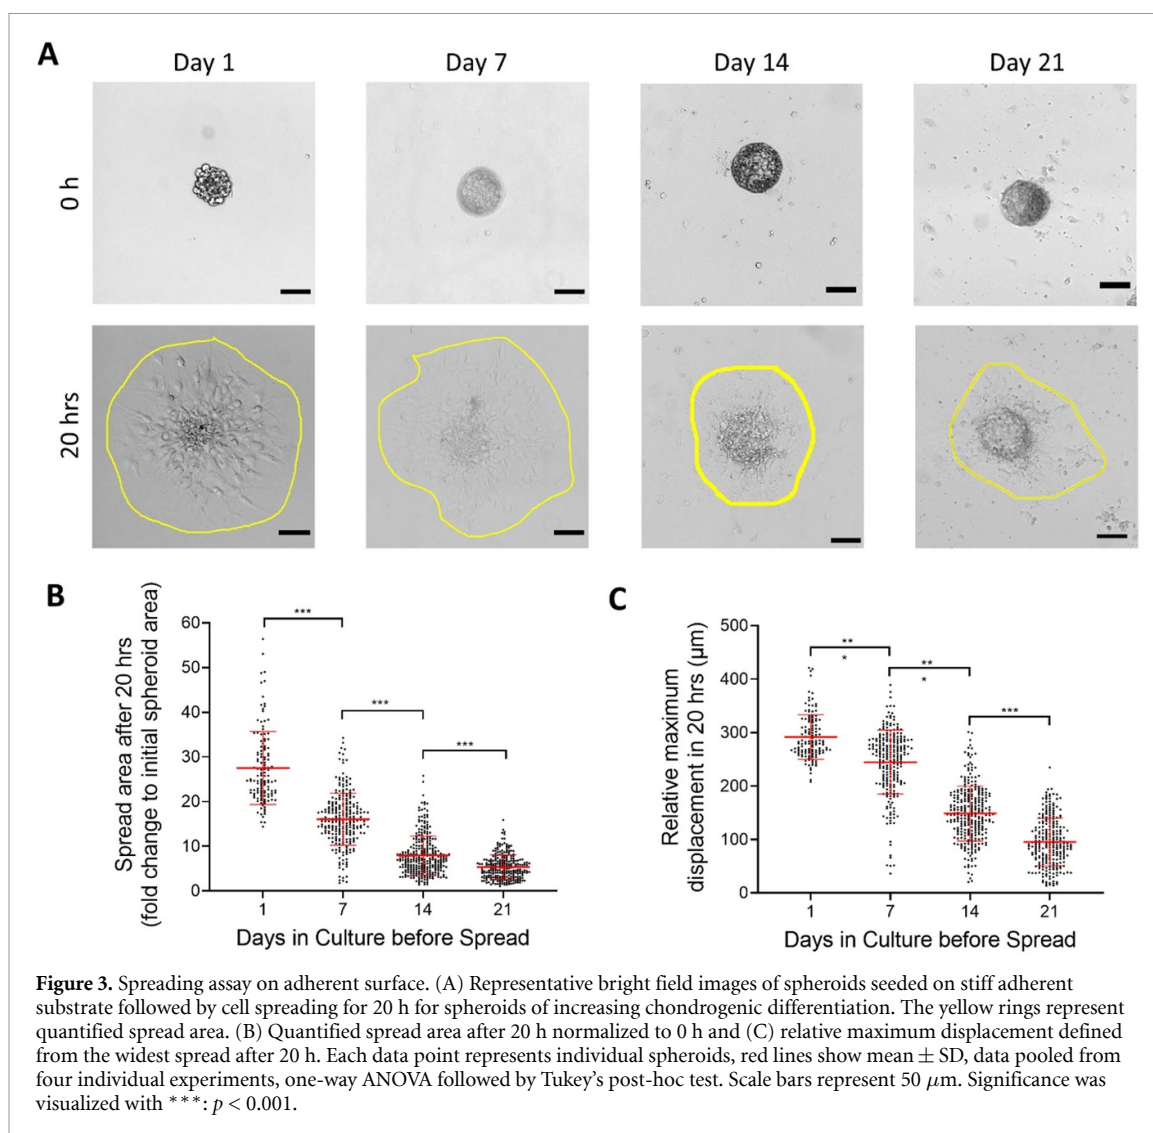 A
Day 1
Day 7
Day 14
Day 21
0 h
20 hrs
B
Spread area after 20 hrs
(fold change to initial spheroid area)
60
50
40
30
20
10
0
***
***
***
1
7
14
21
Days in Culture before Spread
C
Relative maximum
displacement in 20 hrs (µm)
500
400
300
200
100
0
**
*
**
*
***
1
7
14
21
Days in Culture before Spread
Figure 3. Spreading assay on adherent surface. (A) Representative bright field images of spheroids seeded on stiff adherent
substrate followed by cell spreading for 20 h for spheroids of increasing chondrogenic differentiation. The yellow rings represent
quantified spread area. (B) Quantified spread area after 20 h normalized to 0 h and (C) relative maximum displacement defined
from the widest spread after 20 h. Each data point represents individual spheroids, red lines show mean ± SD, data pooled from
four individual experiments, one-way ANOVA followed by Tukey's post-hoc test. Scale bars represent 50 µm. Significance was
visualized with ***: p < 0.001.